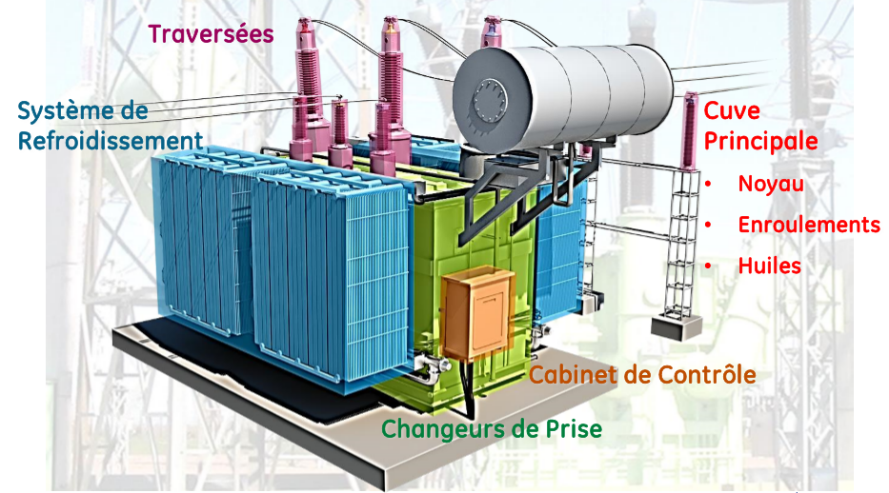 Traversées
Système de
Refroidissement
Cuve
Principale
• Noyau
• Enroulements
• Huiles
Cabinet de Contrôle
Changeurs de Prise